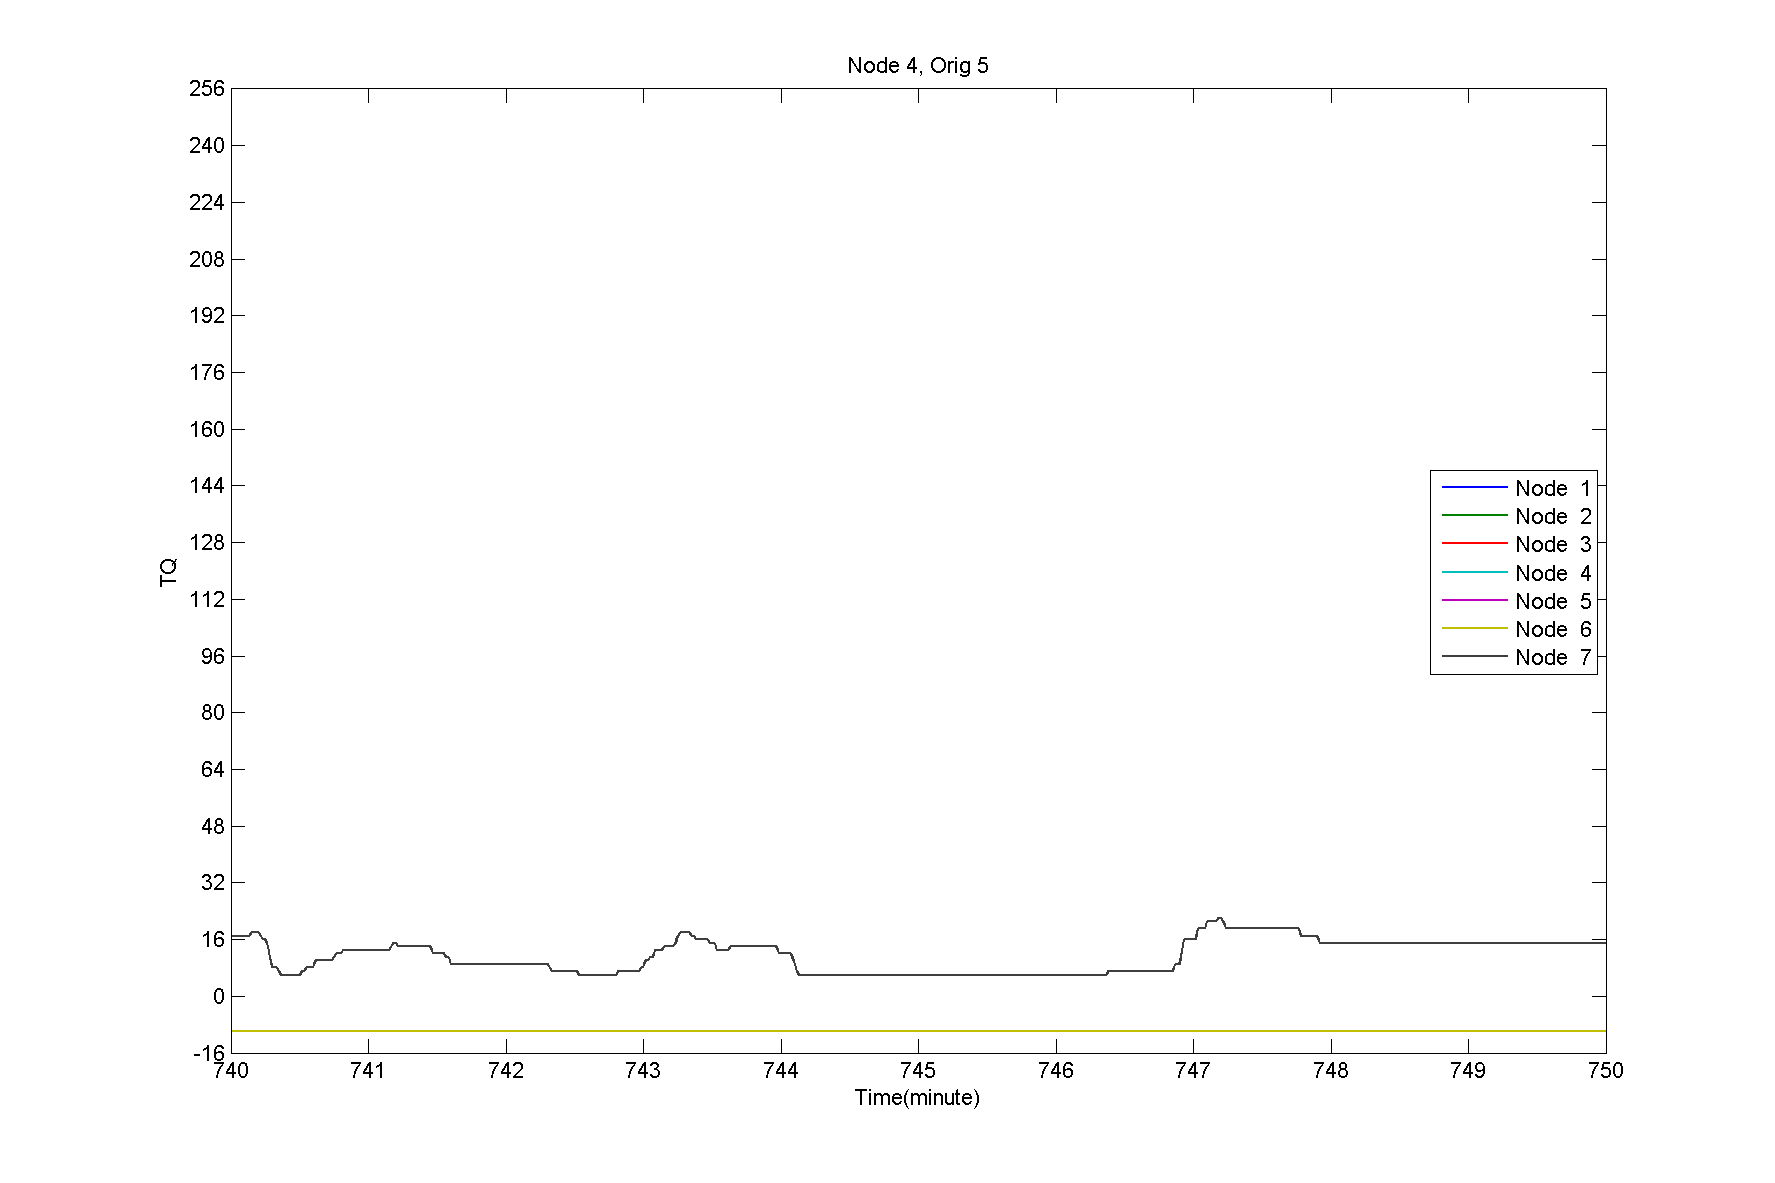 Node 4, Orig 5
256
240
224
208
192
176
160
144
128
112
96
80
64
48
32
16
0
-16
TQ
Node 1
Node 2
Node 3
Node 4
Node 5
Node 6
Node 7
740 741 742 743 744 745 746 747 748 749 750
Time(minute)